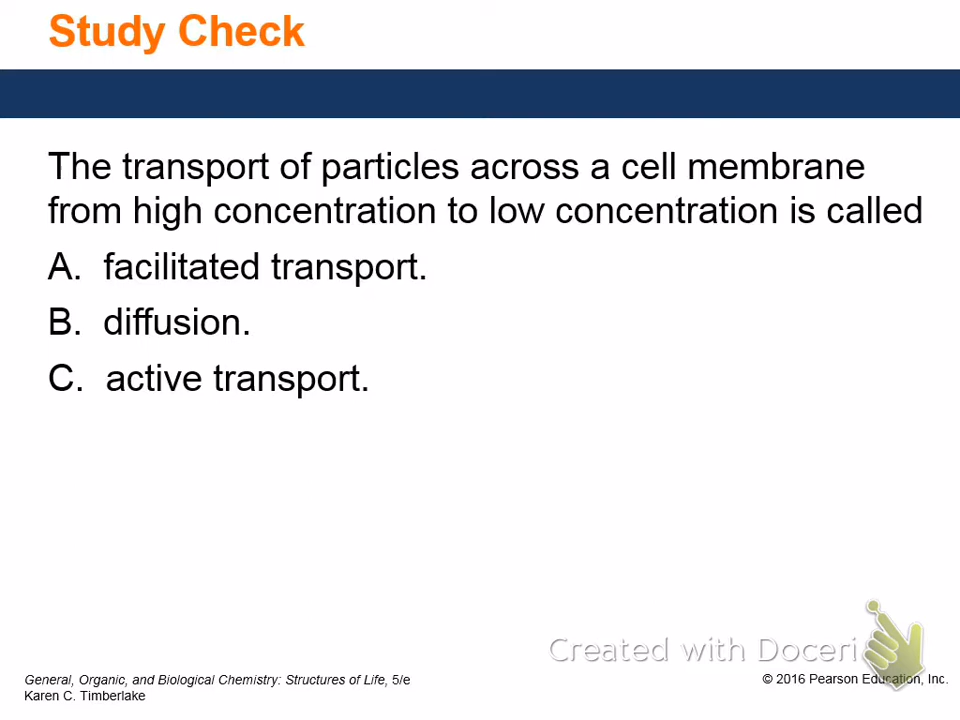 Study Check
The transport of particles across a cell membrane
from high concentration to low concentration is called
A. facilitated transport.
B. diffusion.
C. active transport.
Created with Doceri
General, Organic, and Biological Chemistry: Structures of Life, 5/e
Karen C. Timberlake
© 2016 Pearson Education, Inc.